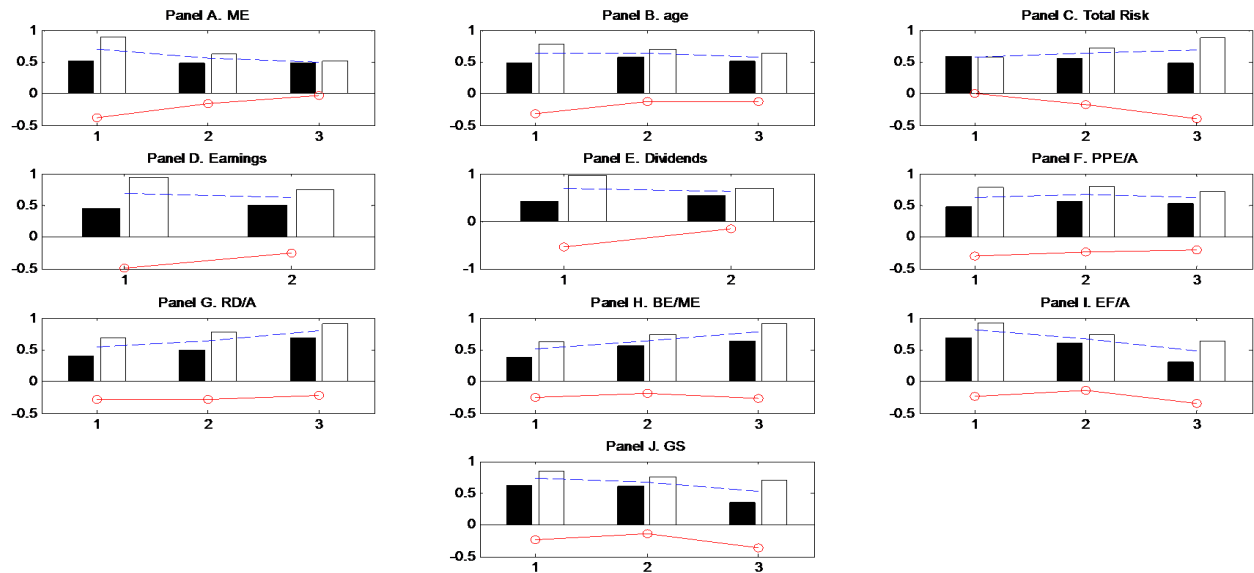 Panel A. ME
1
0.5
0
-0.5
1 2 3
Panel B. age
1
0.5
0
-0.5
1 2 3
Panel C. Total Risk
1
0.5
0
-0.5
1 2 3
Panel D. Earnings
1
0.5
0
-0.5
1 2
Panel E. Dividends
1
0
-1
1 2
Panel F. PPE/A
1
0.5
0
-0.5
1 2 3
Panel G. RD/A
1
0.5
0
-0.5
1 2 3
Panel H. BE/ME
1
0.5
0
-0.5
1 2 3
Panel I. EF/A
1
0.5
0
-0.5
1 2 3
Panel J. GS
1
0.5
0
-0.5
1 2 3